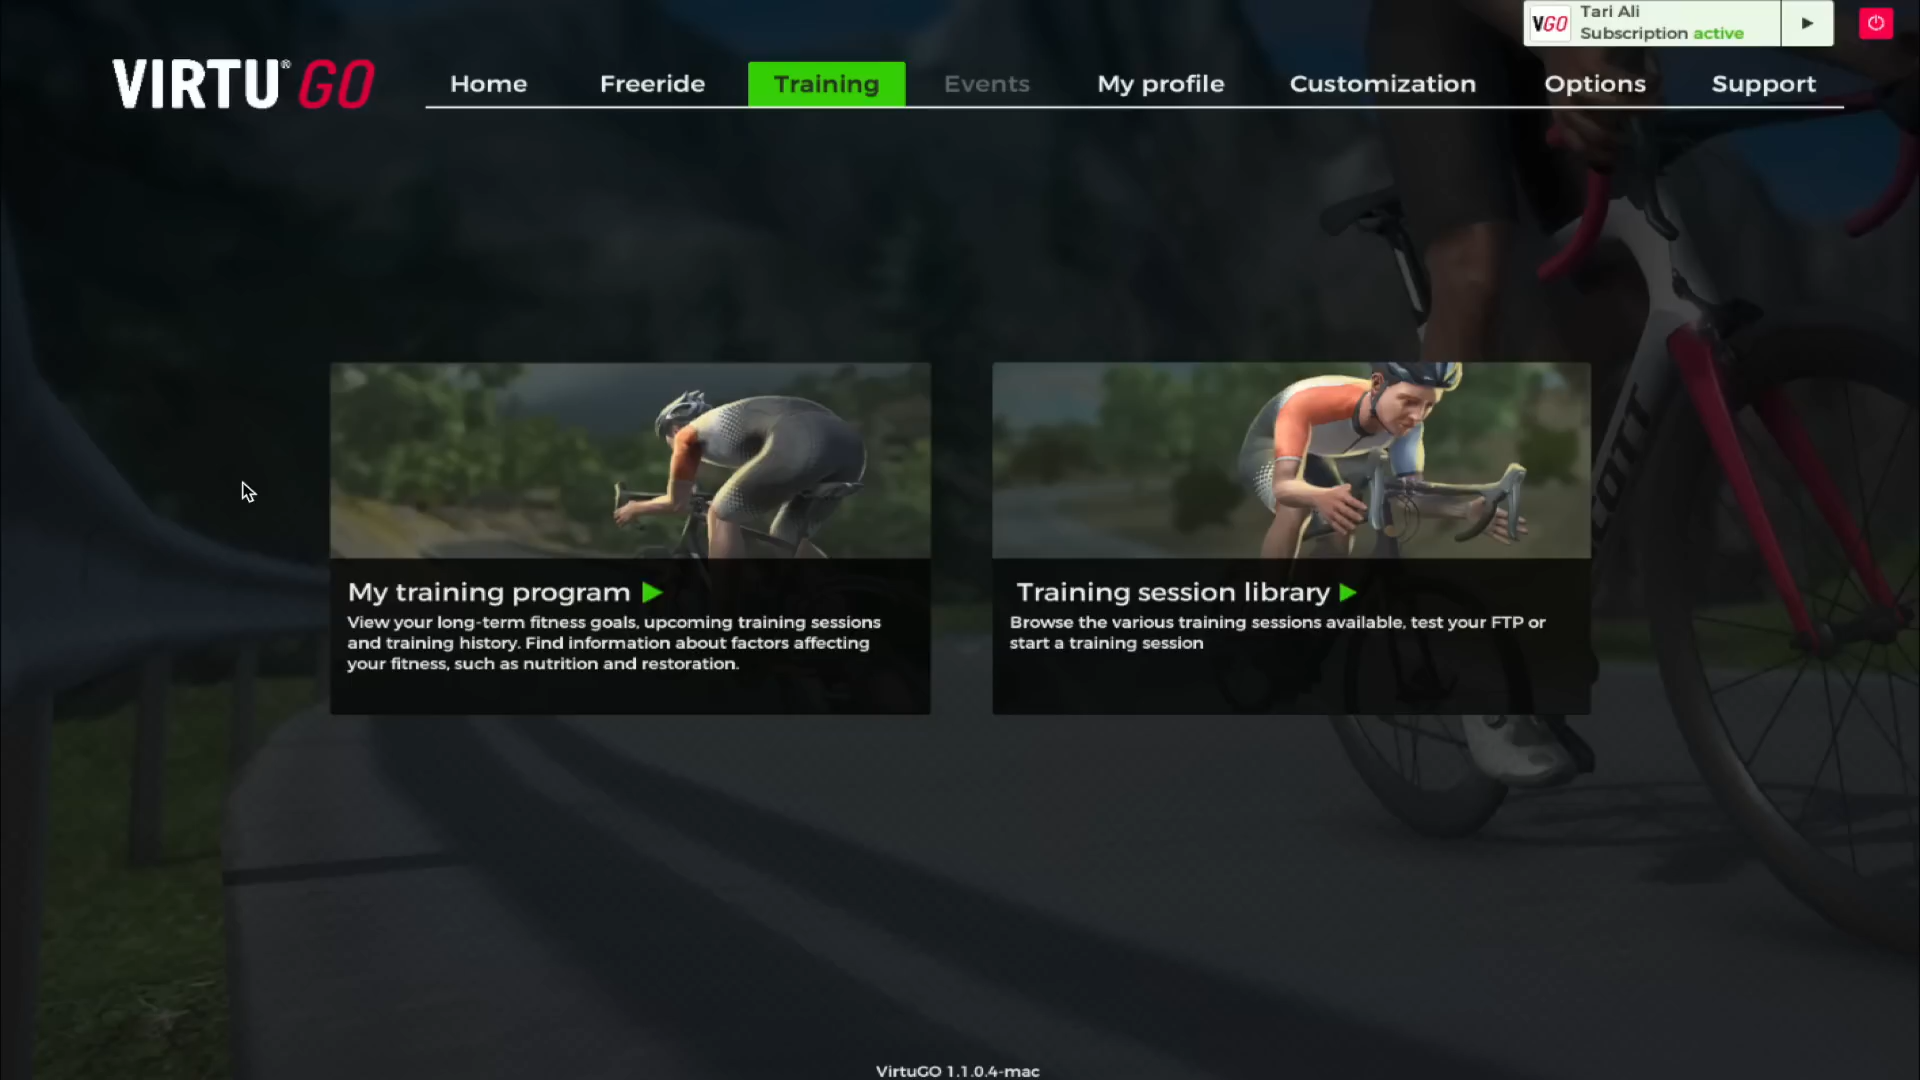 VGO
Tari Ali
Subscription active
VIRTU® GO
Home
Freeride
Training
Events
My profile
Customization
Options
Support
SCOTT
My training program
View your long-term fitness goals, upcoming training sessions
and training history. Find information about factors affecting
your fitness, such as nutrition and restoration.
Training session library
Browse the various training sessions available, test your FTP or
start a training session
VirtuGO 1.1.0.4-mac